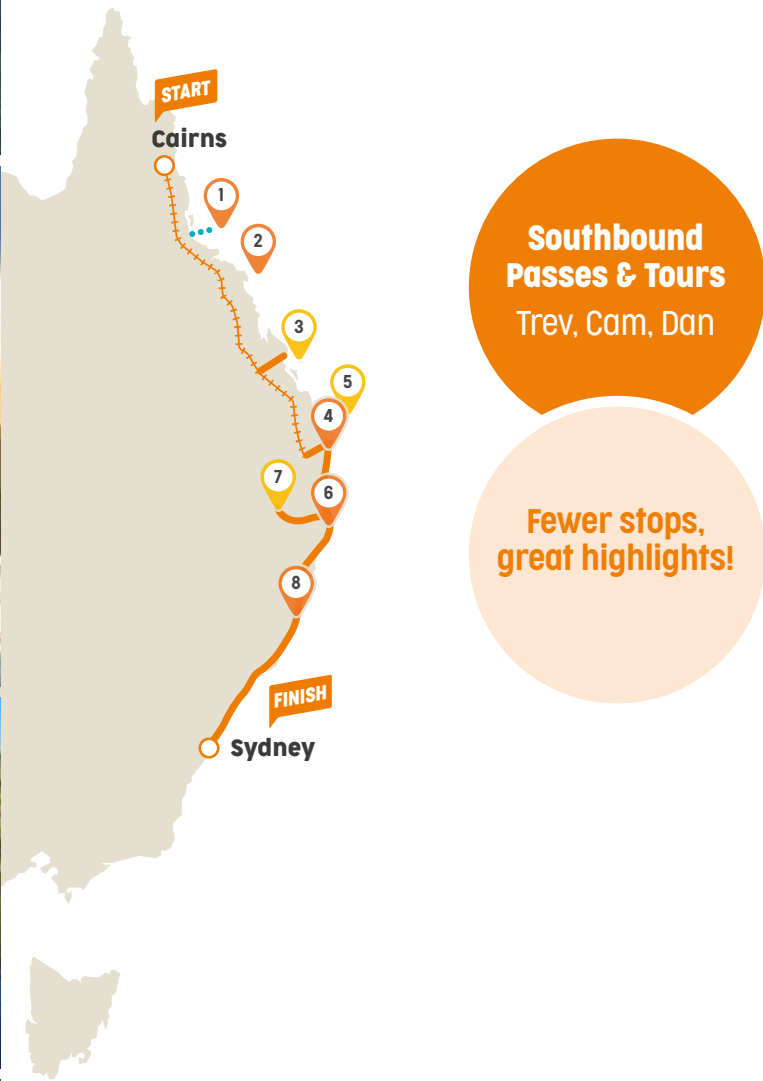 START
Cairns
1
2
3
5
4
7
6
8
FINISH
Sydney
Southbound
Passes & Tours
Trev, Cam, Dan
Fewer stops,
great highlights!